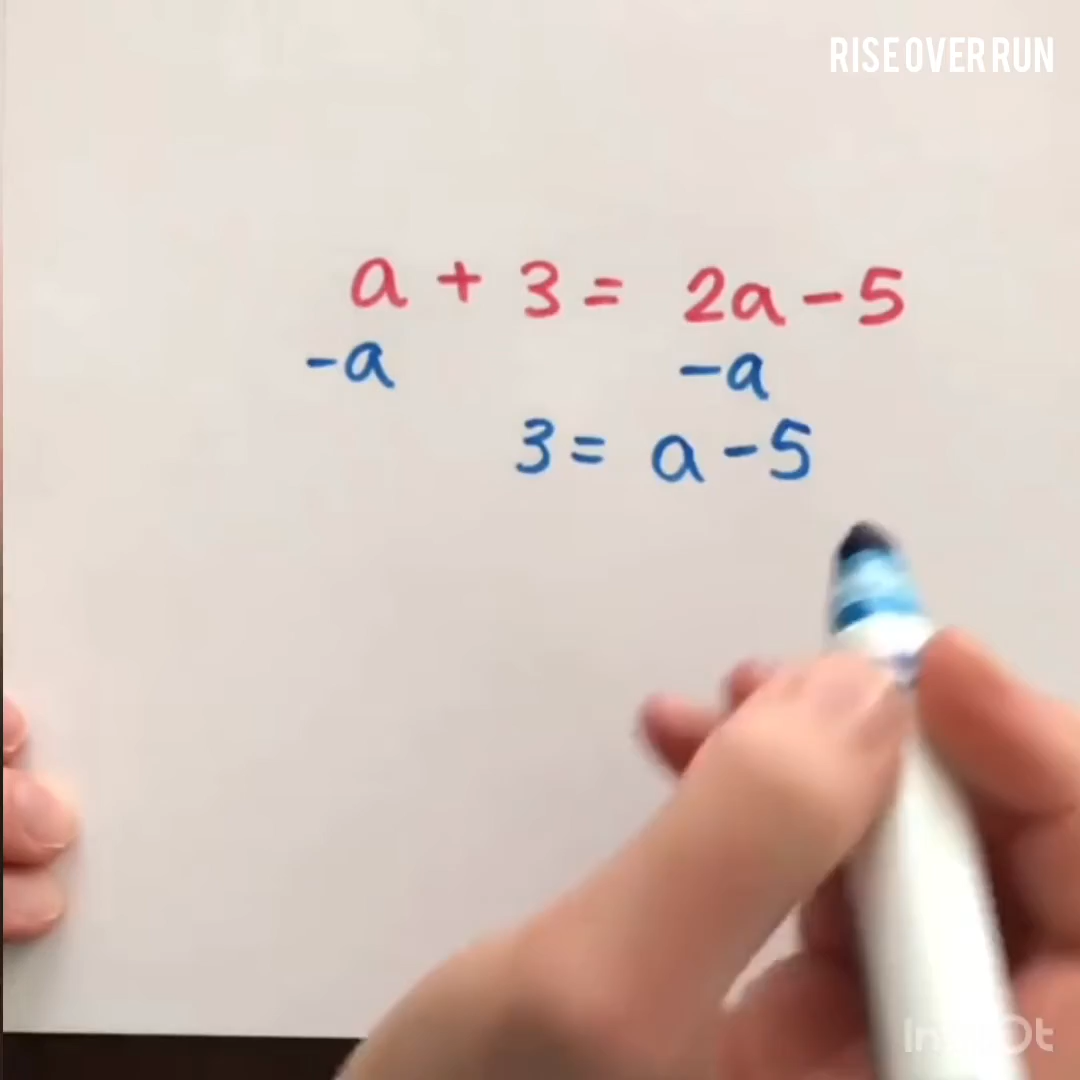 RISE OVER RUN
a + 3 = 2a - 5
-a -a
3 = a - 5